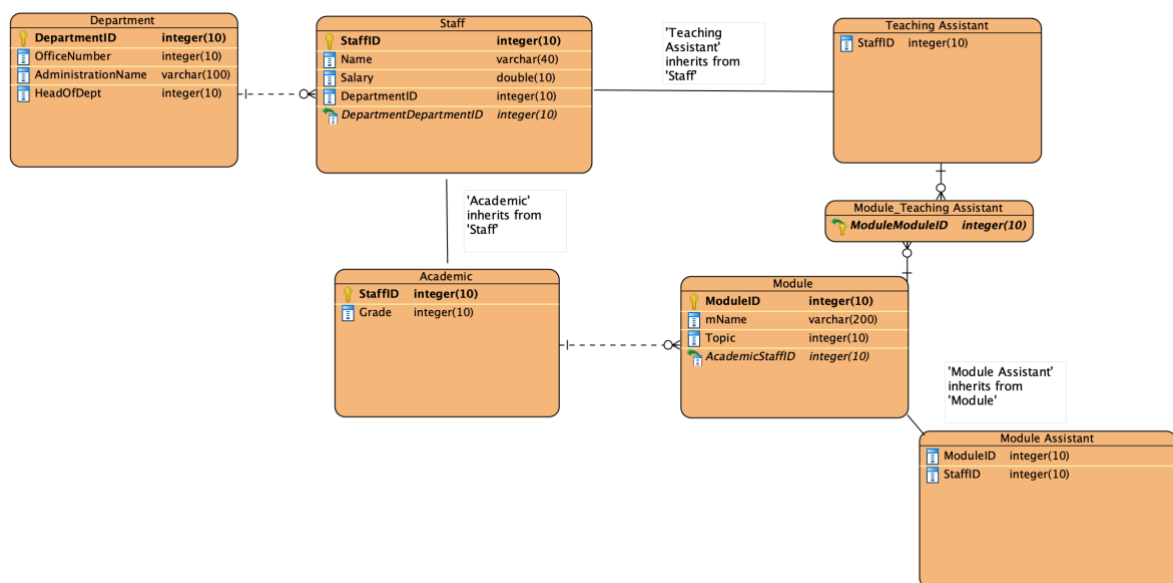 Department
DepartmentID integer(10)
OfficeNumber integer(10)
AdministrationName varchar(100)
HeadOfDept integer(10)
Staff
StaffID integer(10)
Name varchar(40)
Salary double(10)
DepartmentID integer(10)
DepartmentDepartmentID integer(10)
'Teaching
Assistant'
inherits from
'Staff'
Teaching Assistant
StaffID integer(10)
'Academic'
inherits from
'Staff'
Module_Teaching Assistant
ModuleModuleID integer(10)
Academic
StaffID integer(10)
Grade integer(10)
Module
ModuleID integer(10)
mName varchar(200)
Topic integer(10)
AcademicStaffID integer(10)
'Module Assistant'
inherits from
'Module'
Module Assistant
ModuleID integer(10)
StaffID integer(10)